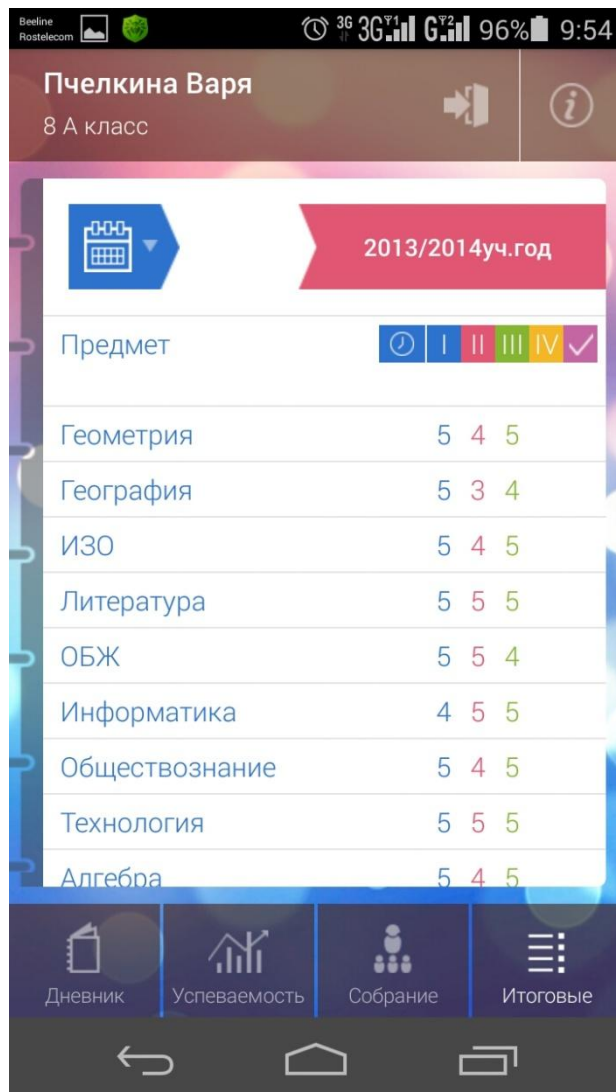 Beeline
Rostelecom
3G 3G G 96% 9:54
Пчелкина Варя
8 А класс
2013/2014уч.год
Предмет I II III IV
Геометрия 5 4 5
География 5 3 4
ИЗО 5 4 5
Литература 5 5 5
ОБЖ 5 5 4
Информатика 4 5 5
Обществознание 5 4 5
Технология 5 5 5
Алгебра 5 4 5
Дневник Успеваемость Собрание Итоговые